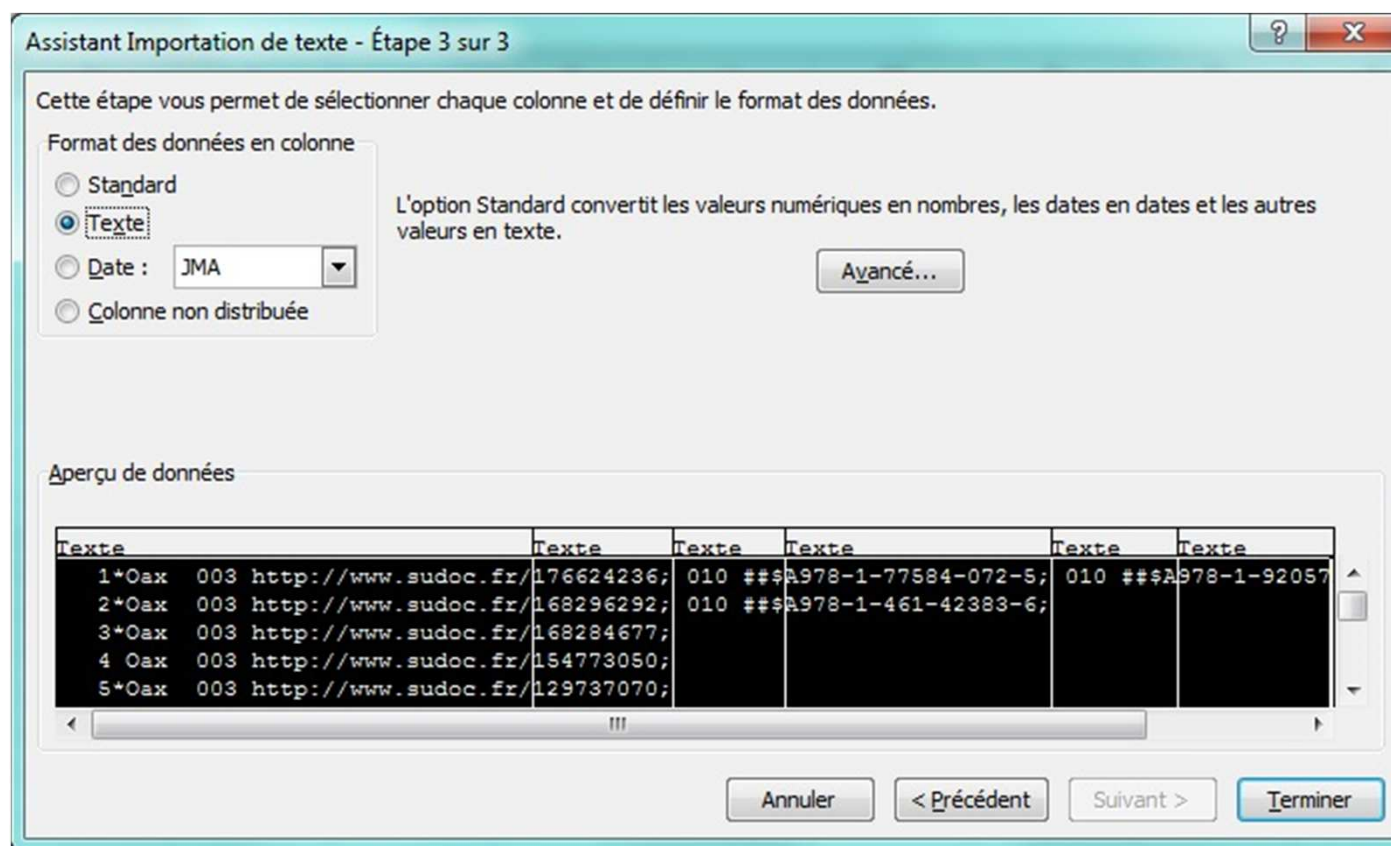 Assistant Importation de texte - Étape 3 sur 3
Cette étape vous permet de sélectionner chaque colonne et de définir le format des données.
Format des données en colonne
Standard
Texte
Date : JMA
Colonne non distribuée
L'option Standard convertit les valeurs numériques en nombres, les dates en dates et les autres
valeurs en texte.
Avancé...
Aperçu de données
Texte Texte Texte Texte Texte Texte
1*Oax 003 http://www.sudoc.fr/176624236; 010 ##$A978-1-77584-072-5; 010 ##$A978-1-92057
2*Oax 003 http://www.sudoc.fr/168296292; 010 ##$A978-1-461-42383-6;
3*Oax 003 http://www.sudoc.fr/168284677;
4 Oax 003 http://www.sudoc.fr/154773050;
5*Oax 003 http://www.sudoc.fr/129737070;
Annuler < Précédent Suivant > Terminer